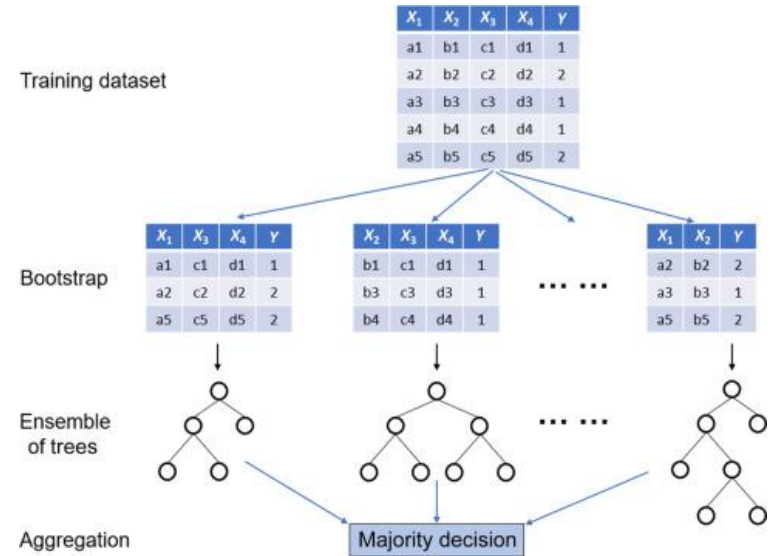 X1 X2 X3 X4 Y
a1 b1 c1 d1 1
a2 b2 c2 d2 2
Training dataset
a3 b3 c3 d3 1
a4 b4 c4 d4 1
a5 b5 c5 d5 2
X1 X3 X4 Y
a1 c1 d1 1
a2 c2 d2 2
a5 c5 d5 2
X2 X3 X4 Y
b1 c1 d1 1
b3 c3 d3 1
b4 c4 d4 1
X1 X2 Y
a2 b2 2
a3 b3 1
a5 b5 2
Bootstrap
... ...
Ensemble
of trees
... ...
Aggregation
Majority decision